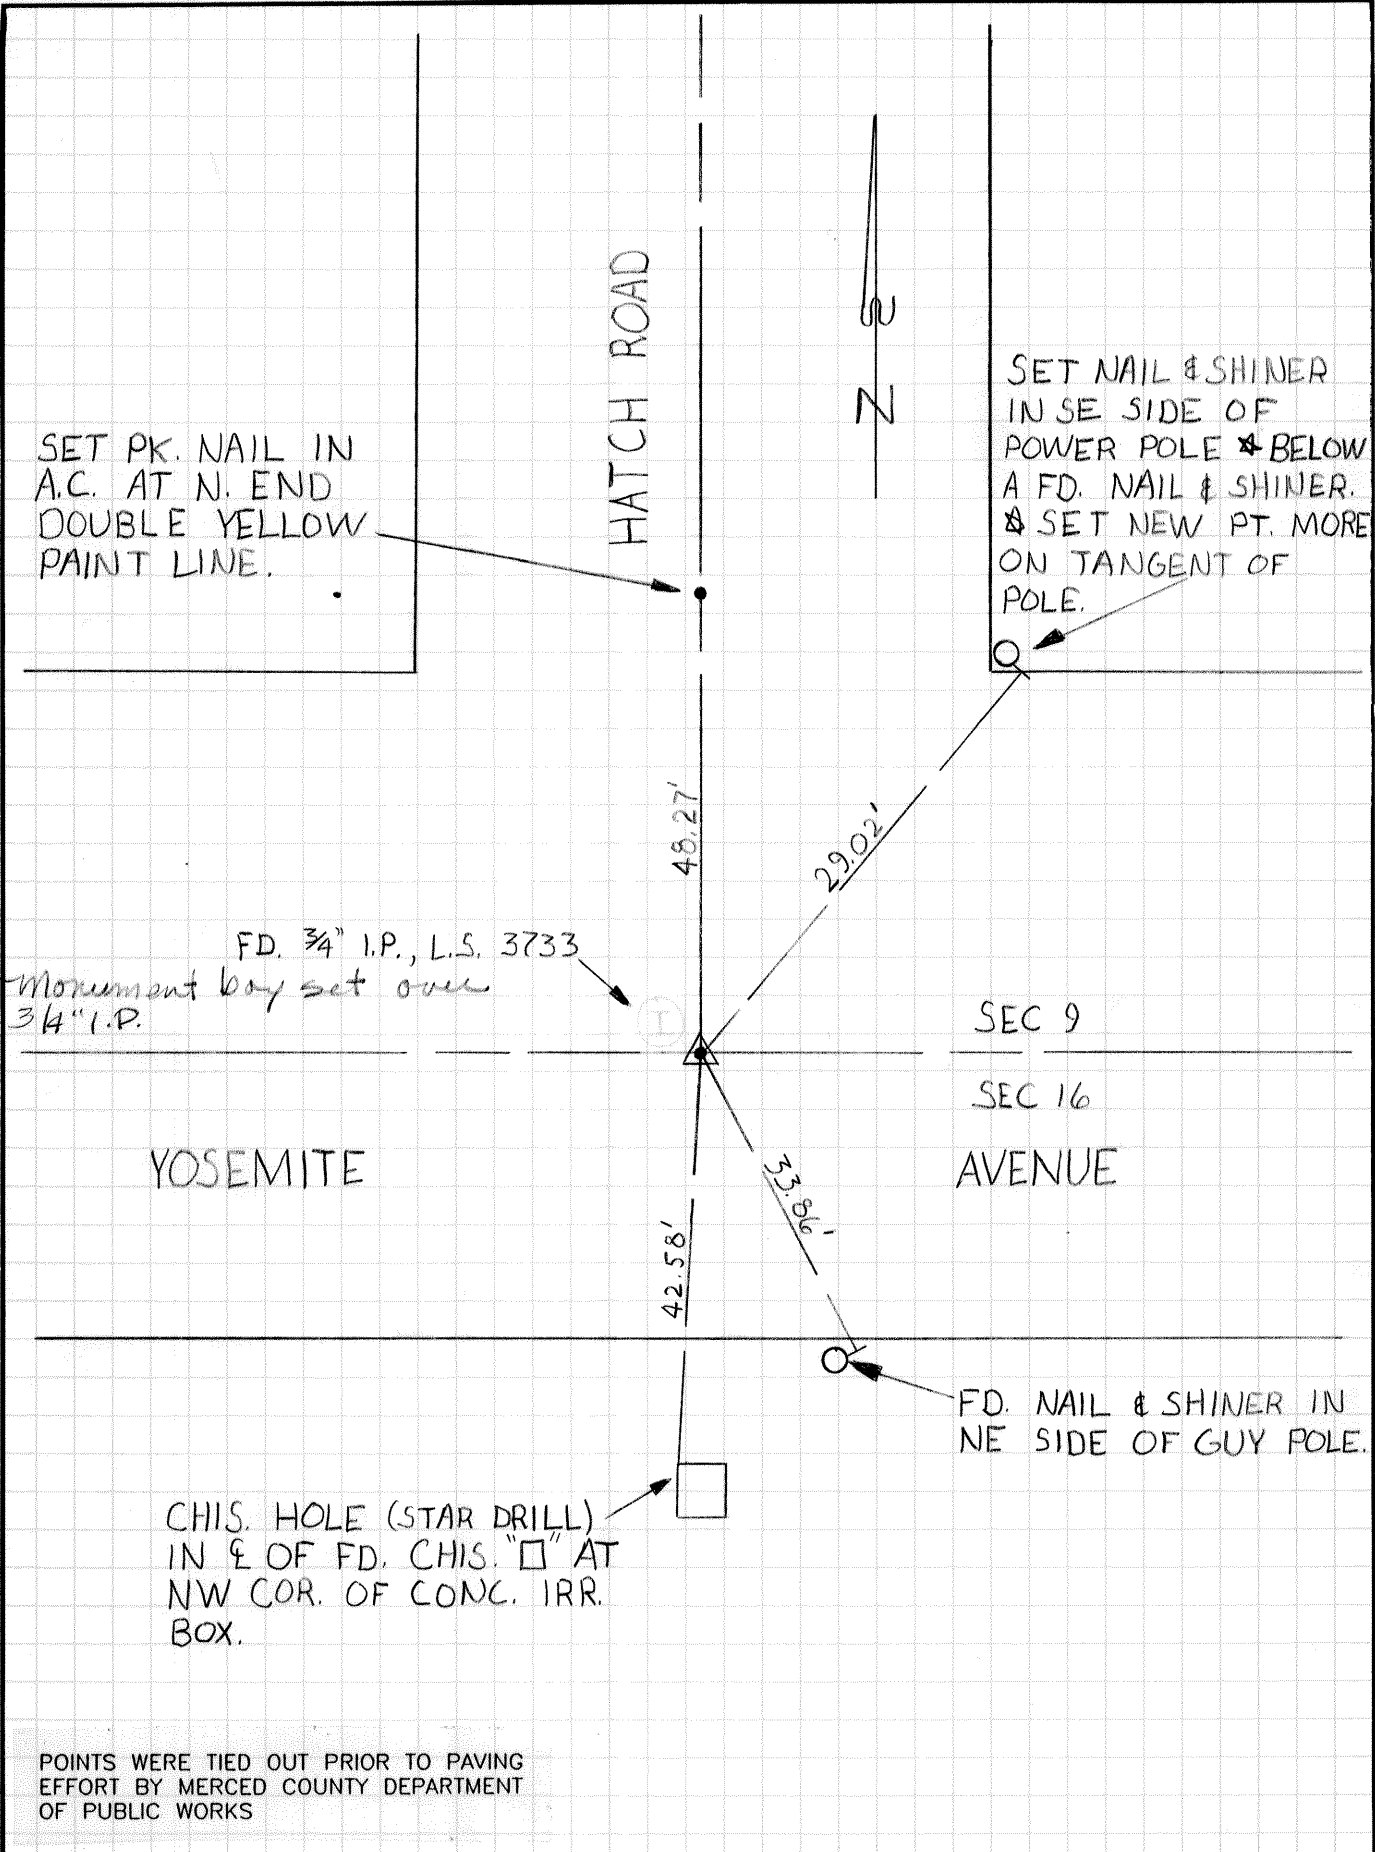 HATCH ROAD
N
SET PK. NAIL IN
A.C. AT N. END
DOUBLE YELLOW
PAINT LINE.
SET NAIL & SHINER
IN SE SIDE OF
POWER POLE BELOW
A FD. NAIL & SHINER.
SET NEW PT. MORE
ON TANGENT OF
POLE.
48.27'
29.02'
FD. 3/4" I.P., L.S. 3733
Monument box set over
3/4" I.P.
I
SEC 9
SEC 16
YOSEMITE AVENUE
33.86'
42.58'
FD. NAIL & SHINER IN
NE SIDE OF GUY POLE.
CHIS. HOLE (STAR DRILL)
IN ℄ OF FD. CHIS. "□" AT
NW COR. OF CONC. IRR.
BOX.
POINTS WERE TIED OUT PRIOR TO PAVING
EFFORT BY MERCED COUNTY DEPARTMENT
OF PUBLIC WORKS